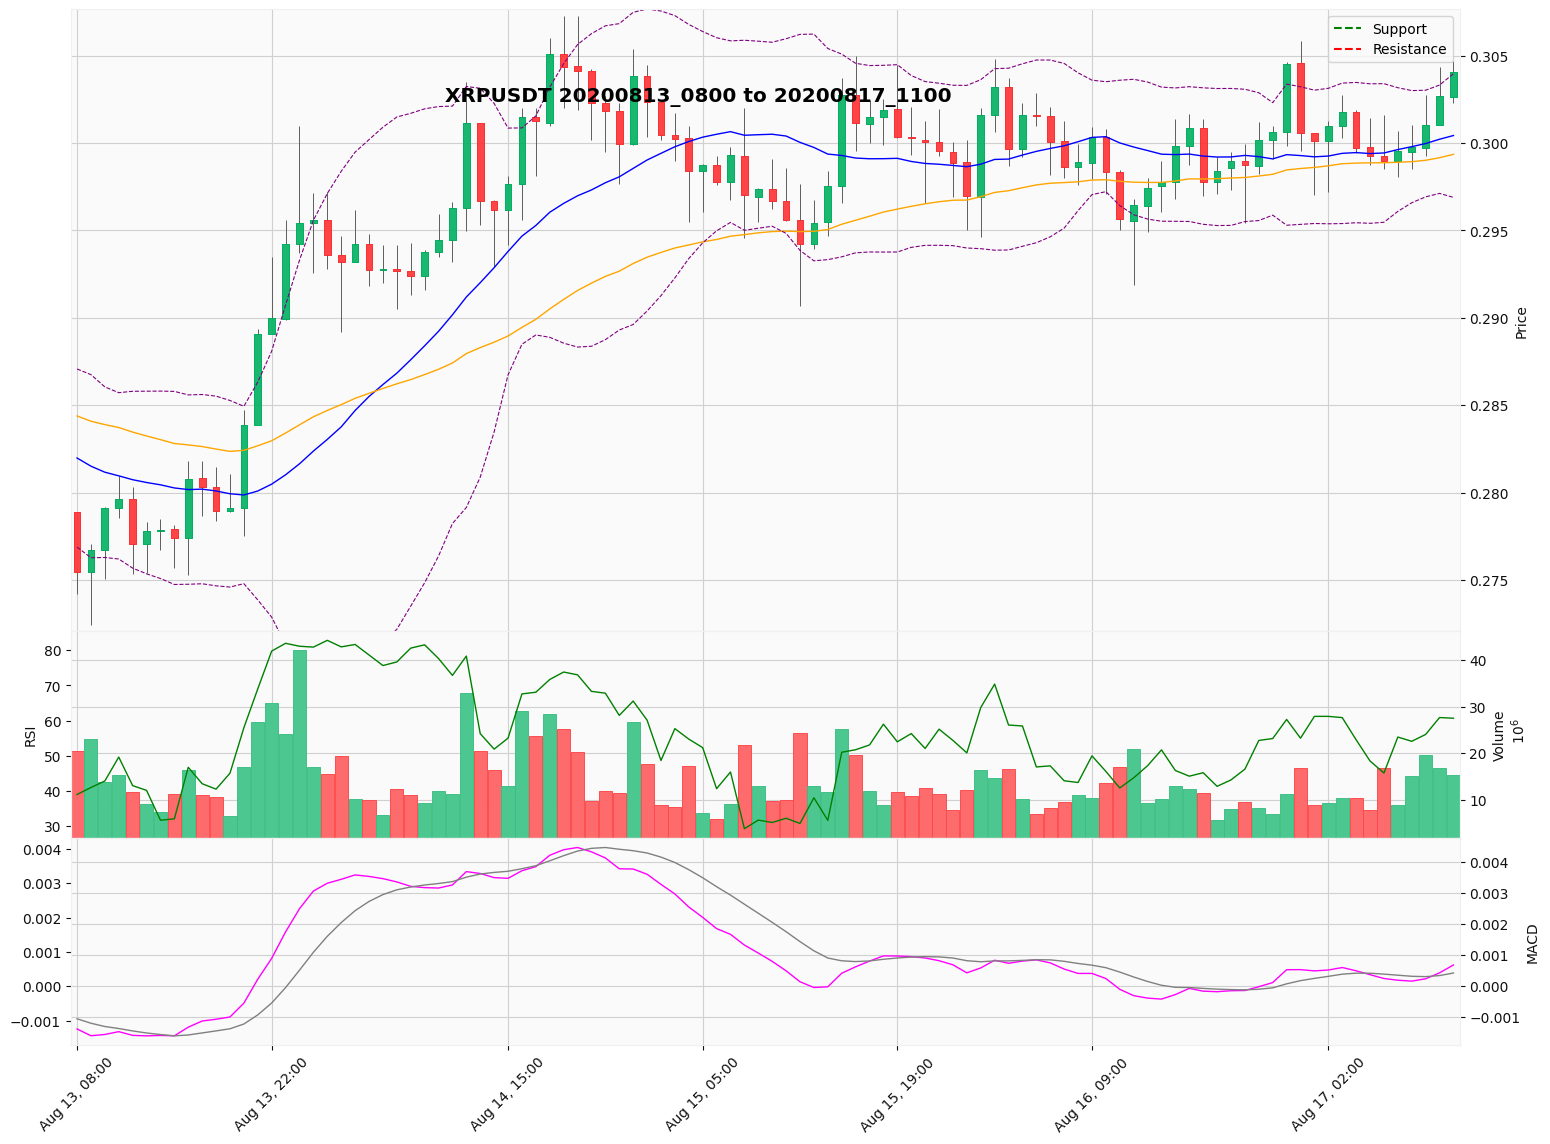 XRPUSDT 20200813_0800 to 20200817_1100
Support
Resistance
0.305
0.300
0.295
0.290
0.285
0.280
0.275
Price
80
70
60
50
40
30
RSI
40
30
20
10
Volume
10^6
0.004
0.003
0.002
0.001
0.000
−0.001
0.004
0.003
0.002
0.001
0.000
−0.001
MACD
Aug 13, 08:00
Aug 13, 22:00
Aug 14, 15:00
Aug 15, 05:00
Aug 15, 19:00
Aug 16, 09:00
Aug 17, 02:00